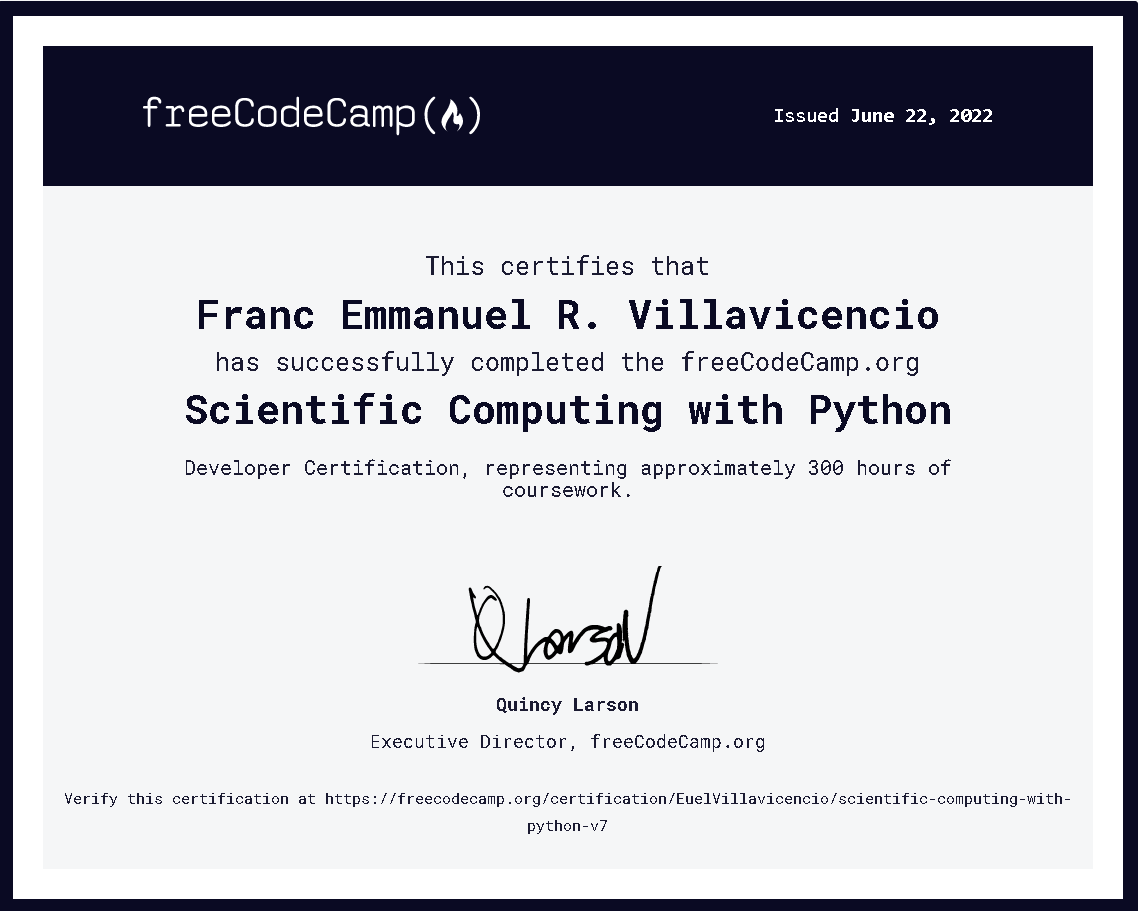 freeCodeCamp(🔥)
Issued June 22, 2022
This certifies that
Franc Emmanuel R. Villavicencio
has successfully completed the freeCodeCamp.org
Scientific Computing with Python
Developer Certification, representing approximately 300 hours of
coursework.
Q Larson
Quincy Larson
Executive Director, freeCodeCamp.org
Verify this certification at https://freecodecamp.org/certification/EuelVillavicencio/scientific-computing-with-
python-v7